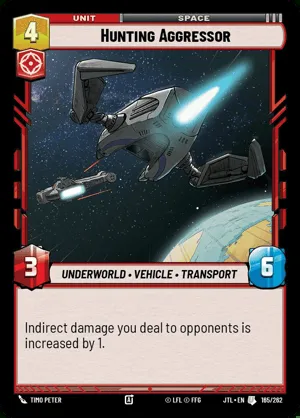 UNIT
SPACE
4
HUNTING AGGRESSOR
3
6
UNDERWORLD • VEHICLE • TRANSPORT
Indirect damage you deal to opponents is
increased by 1.
TIMO PETER
© LFL © FFG
JTL • EN
185/262